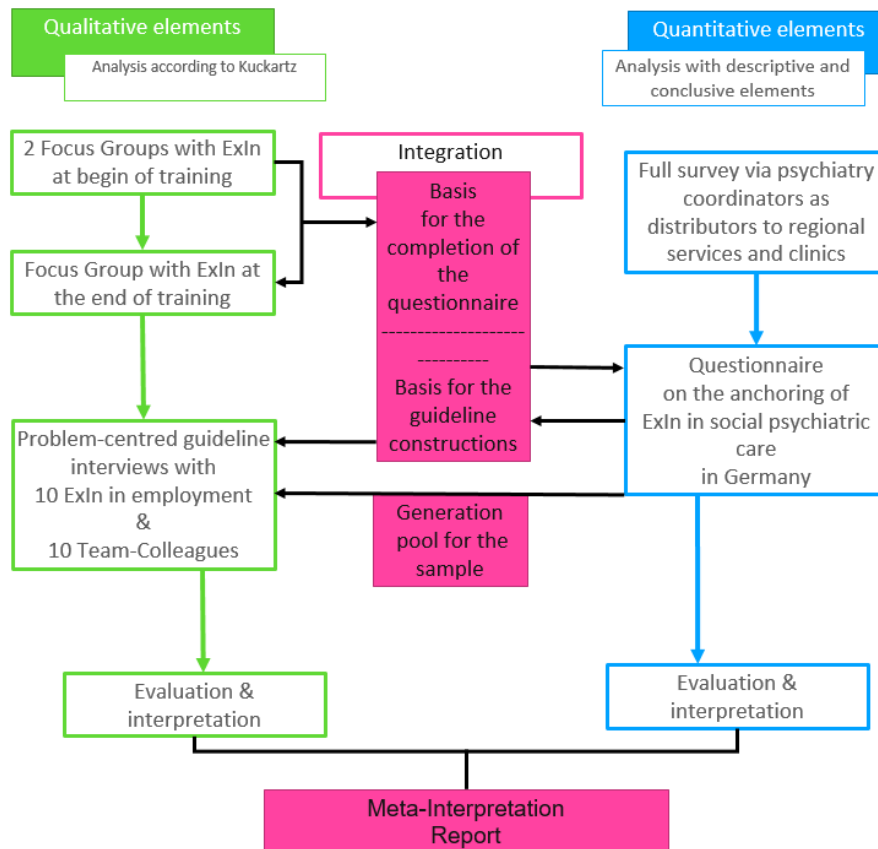 Qualitative elements
Analysis according to Kuckartz
Quantitative elements
Analysis with descriptive and
conclusive elements
2 Focus Groups with ExIn
at begin of training
Focus Group with ExIn at
the end of training
Problem-centred guideline
interviews with
10 ExIn in employment
&
10 Team-Colleagues
Evaluation &
interpretation
Integration
Basis
for the
completion of
the
questionnaire
--------------------
----------
Basis for the
guideline
constructions
Generation
pool for the
sample
Full survey via psychiatry
coordinators as
distributors to regional
services and clinics
Questionnaire
on the anchoring of
ExIn in social psychiatric
care
in Germany
Evaluation &
interpretation
Meta-Interpretation
Report